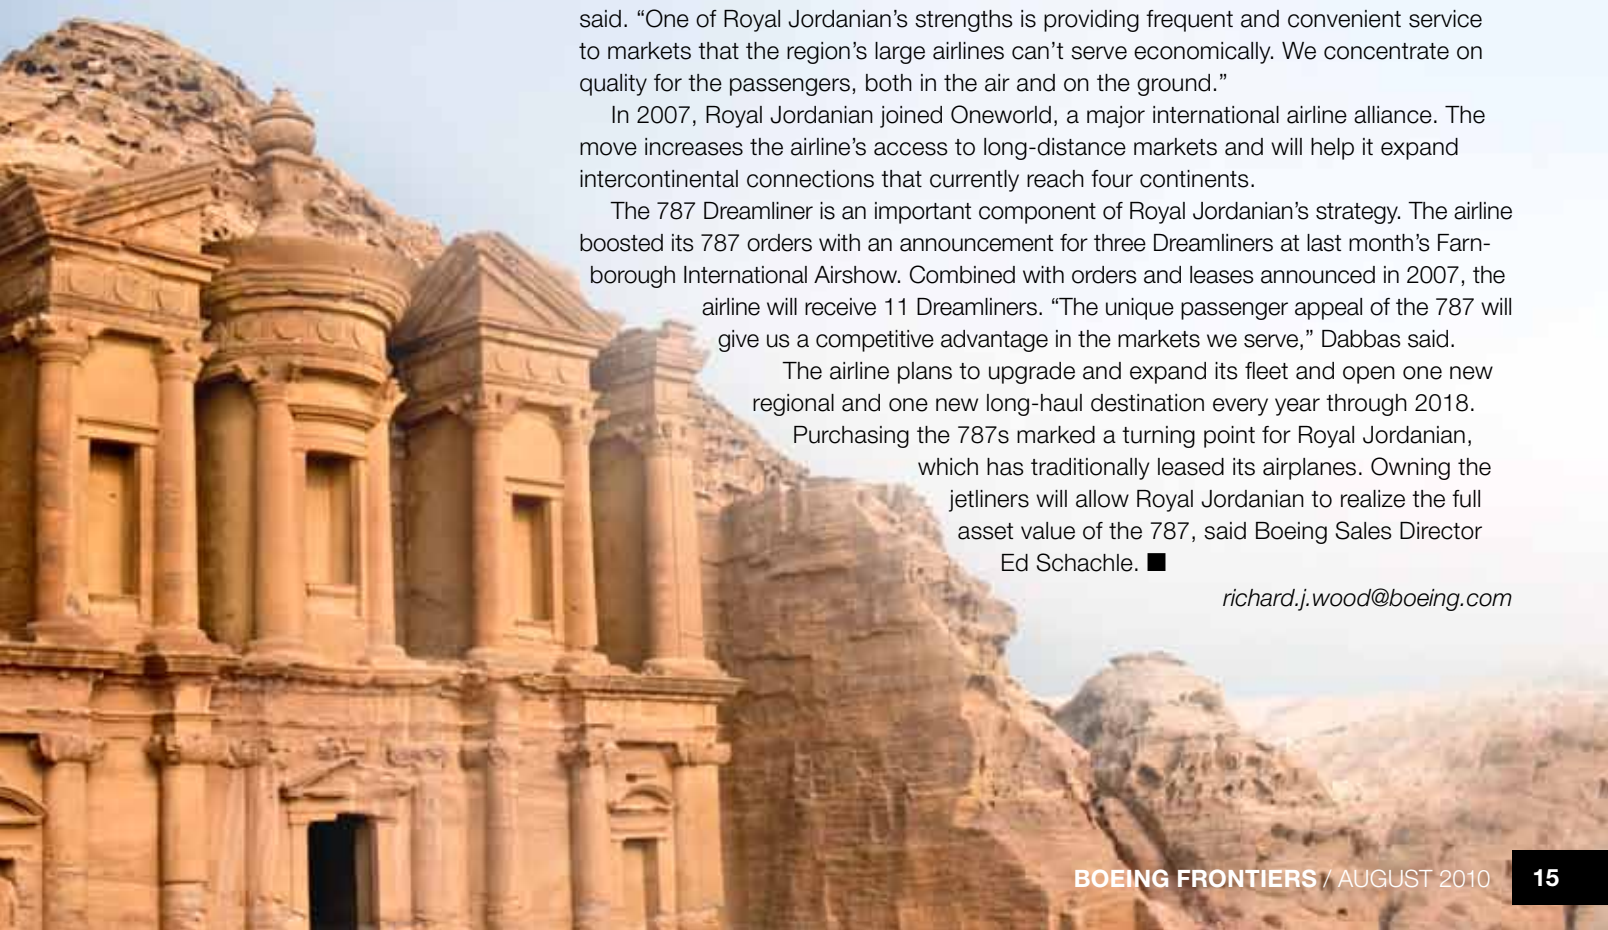 said. “One of Royal Jordanian’s strengths is providing frequent and convenient service
to markets that the region’s large airlines can’t serve economically. We concentrate on
quality for the passengers, both in the air and on the ground.”
In 2007, Royal Jordanian joined Oneworld, a major international airline alliance. The
move increases the airline’s access to long-distance markets and will help it expand
intercontinental connections that currently reach four continents.
The 787 Dreamliner is an important component of Royal Jordanian’s strategy. The airline
boosted its 787 orders with an announcement for three Dreamliners at last month’s Farn-
borough International Airshow. Combined with orders and leases announced in 2007, the
airline will receive 11 Dreamliners. “The unique passenger appeal of the 787 will
give us a competitive advantage in the markets we serve,” Dabbas said.
The airline plans to upgrade and expand its fleet and open one new
regional and one new long-haul destination every year through 2018.
Purchasing the 787s marked a turning point for Royal Jordanian,
which has traditionally leased its airplanes. Owning the
jetliners will allow Royal Jordanian to realize the full
asset value of the 787, said Boeing Sales Director
Ed Schachle. ■
richard.j.wood@boeing.com
BOEING FRONTIERS / AUGUST 2010 15